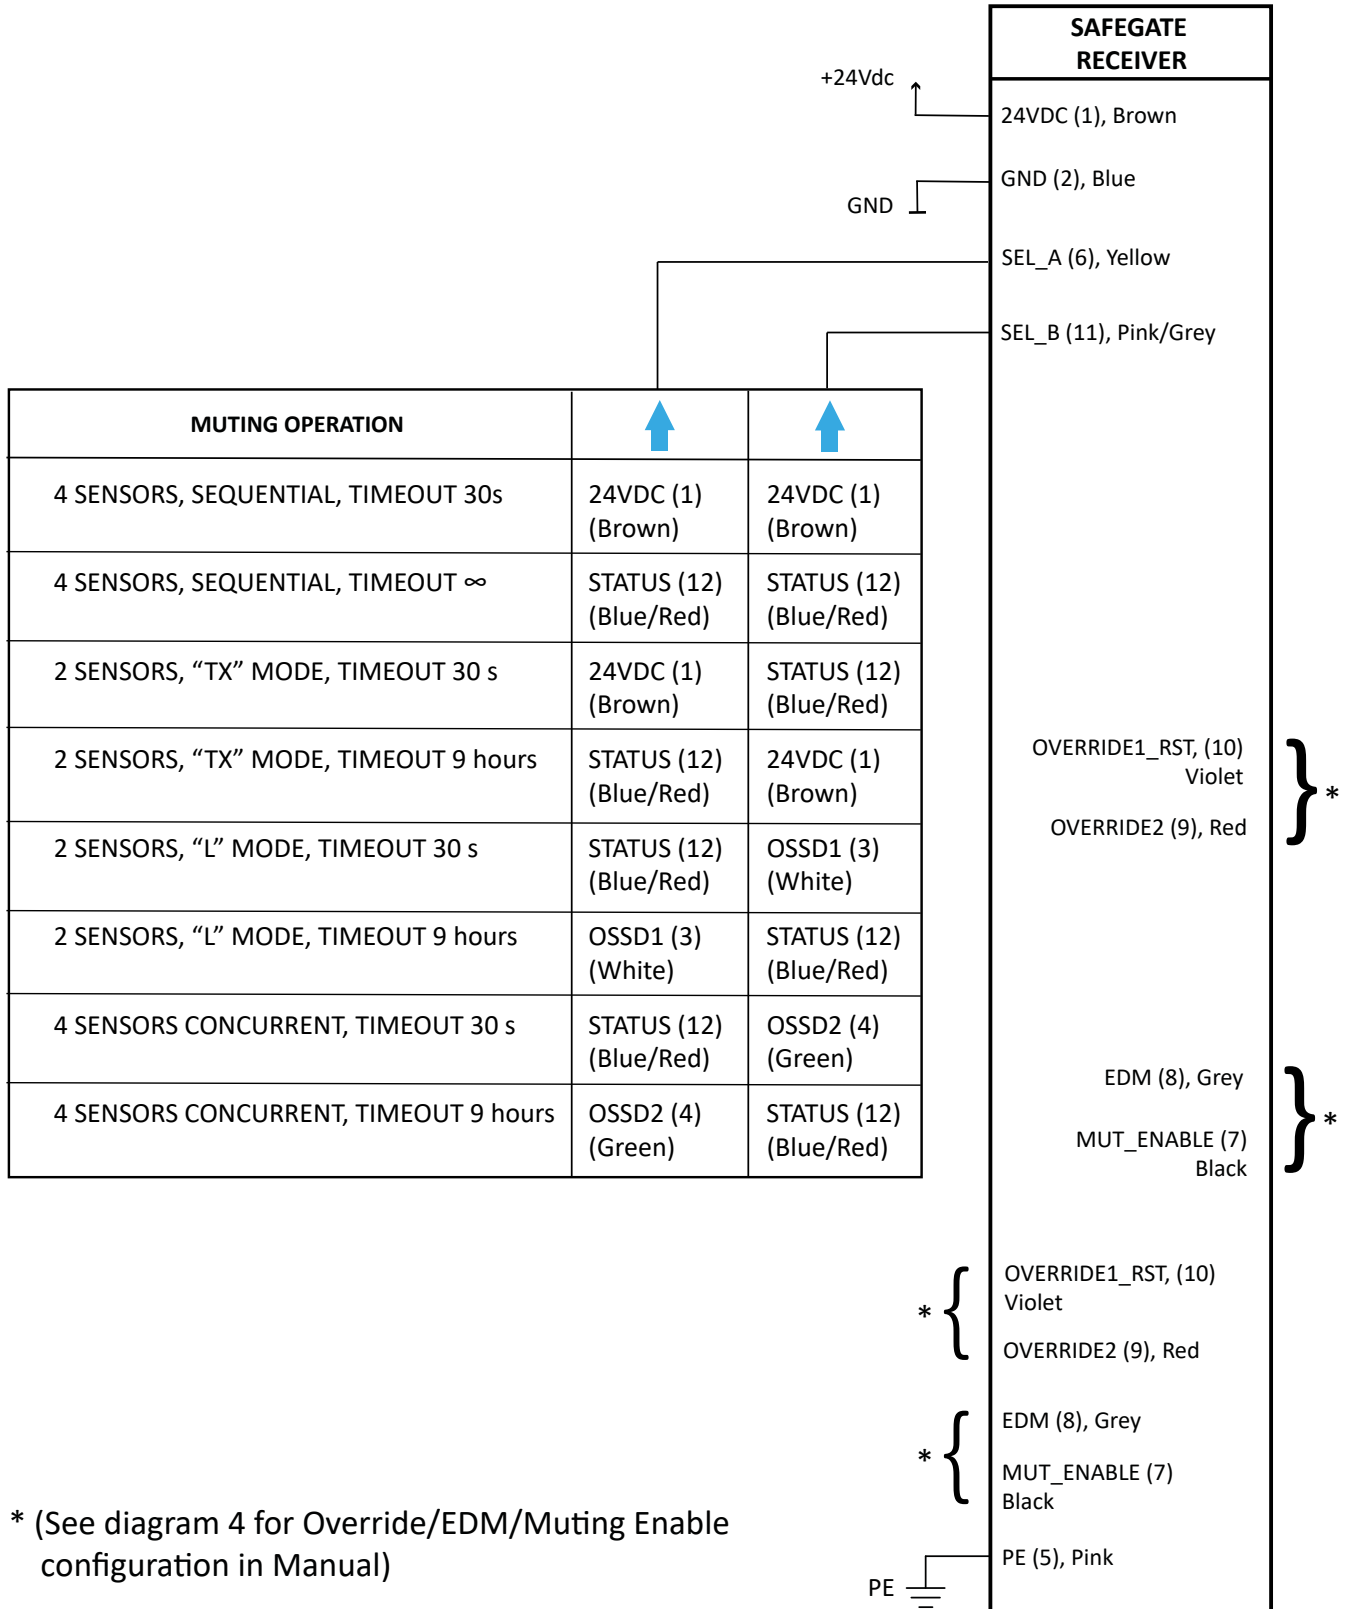 SAFEGATE
RECEIVER
+24Vdc
24VDC (1), Brown
GND (2), Blue
GND
SEL_A (6), Yellow
SEL_B (11), Pink/Grey
MUTING OPERATION
4 SENSORS, SEQUENTIAL, TIMEOUT 30s
24VDC (1)
(Brown)
24VDC (1)
(Brown)
4 SENSORS, SEQUENTIAL, TIMEOUT ∞
STATUS (12)
(Blue/Red)
STATUS (12)
(Blue/Red)
2 SENSORS, “TX” MODE, TIMEOUT 30 s
24VDC (1)
(Brown)
STATUS (12)
(Blue/Red)
2 SENSORS, “TX” MODE, TIMEOUT 9 hours
STATUS (12)
(Blue/Red)
24VDC (1)
(Brown)
2 SENSORS, “L” MODE, TIMEOUT 30 s
STATUS (12)
(Blue/Red)
OSSD1 (3)
(White)
2 SENSORS, “L” MODE, TIMEOUT 9 hours
OSSD1 (3)
(White)
STATUS (12)
(Blue/Red)
4 SENSORS CONCURRENT, TIMEOUT 30 s
STATUS (12)
(Blue/Red)
OSSD2 (4)
(Green)
4 SENSORS CONCURRENT, TIMEOUT 9 hours
OSSD2 (4)
(Green)
STATUS (12)
(Blue/Red)
OVERRIDE1_RST, (10)
Violet
OVERRIDE2 (9), Red
*
EDM (8), Grey
MUT_ENABLE (7)
Black
*
OVERRIDE1_RST, (10)
Violet
OVERRIDE2 (9), Red
*
EDM (8), Grey
MUT_ENABLE (7)
Black
*
* (See diagram 4 for Override/EDM/Muting Enable
configuration in Manual)
PE (5), Pink
PE